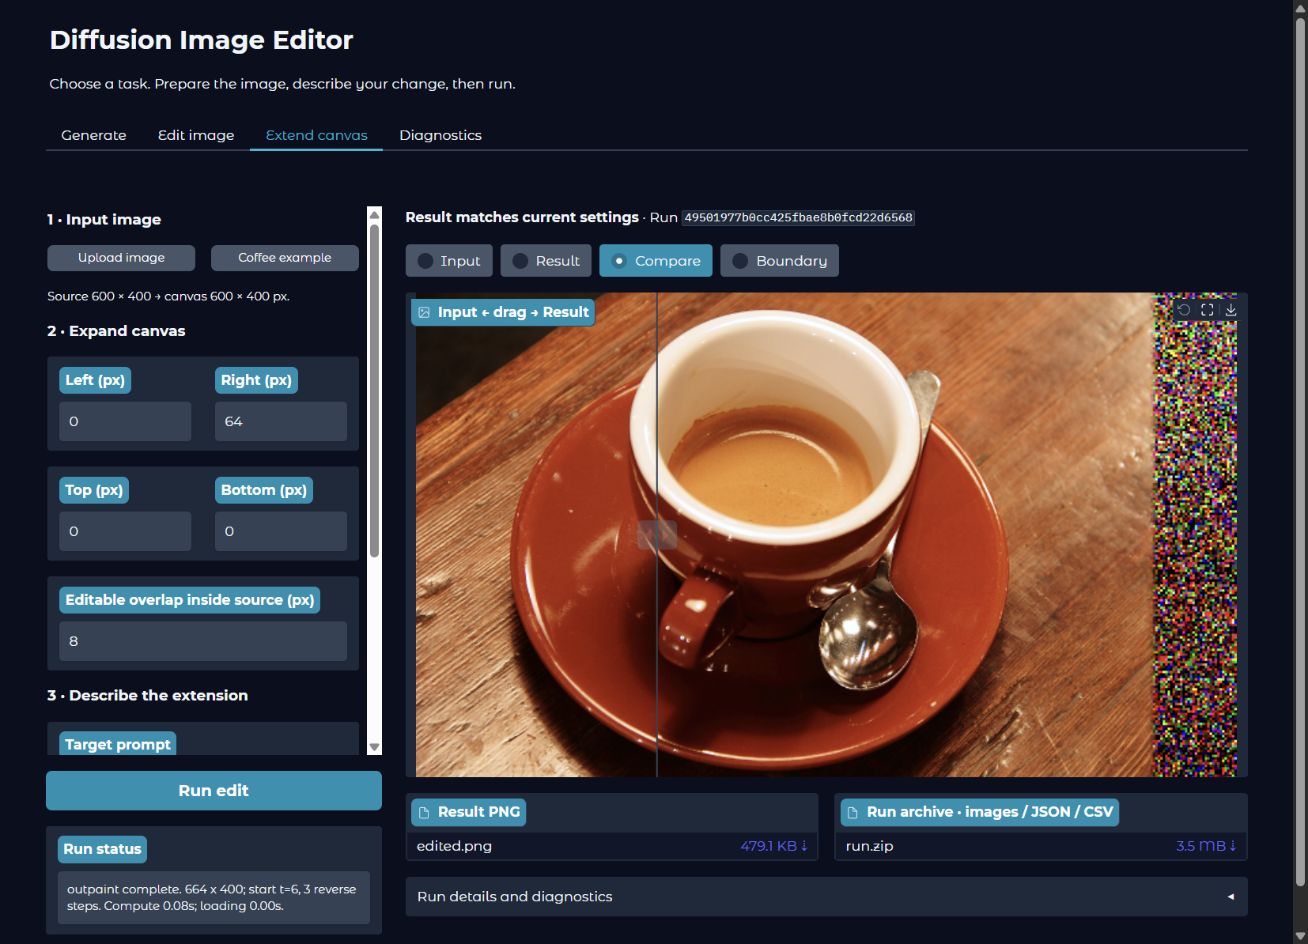 Diffusion Image Editor
Choose a task. Prepare the image, describe your change, then run.
Generate
Edit image
Extend canvas
Diagnostics
1 · Input image
Upload image
Coffee example
Source 600 × 400 → canvas 600 × 400 px.
2 · Expand canvas
Left (px)
Right (px)
0
64
Top (px)
Bottom (px)
0
0
Editable overlap inside source (px)
8
3 · Describe the extension
Target prompt
Run edit
Run status
outpaint complete. 664 x 400; start t=6, 3 reverse
steps. Compute 0.08s; loading 0.00s.
Result matches current settings · Run 49501977b0cc425fbae8b0fcd22d6568
Input
Result
Compare
Boundary
Input ← drag → Result
Result PNG
edited.png
479.1 KB ↓
Run archive · images / JSON / CSV
run.zip
3.5 MB ↓
Run details and diagnostics